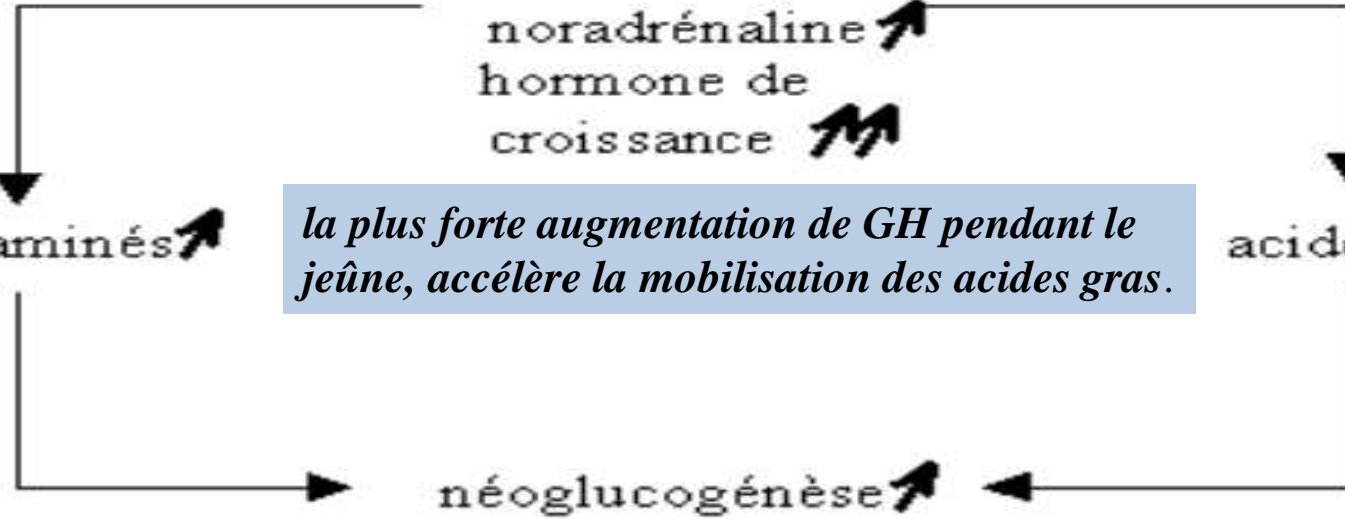 noradrénaline
hormone de
croissance
aminés
la plus forte augmentation de GH pendant le
jeûne, accélère la mobilisation des acides gras.
acid
néoglucogénèse